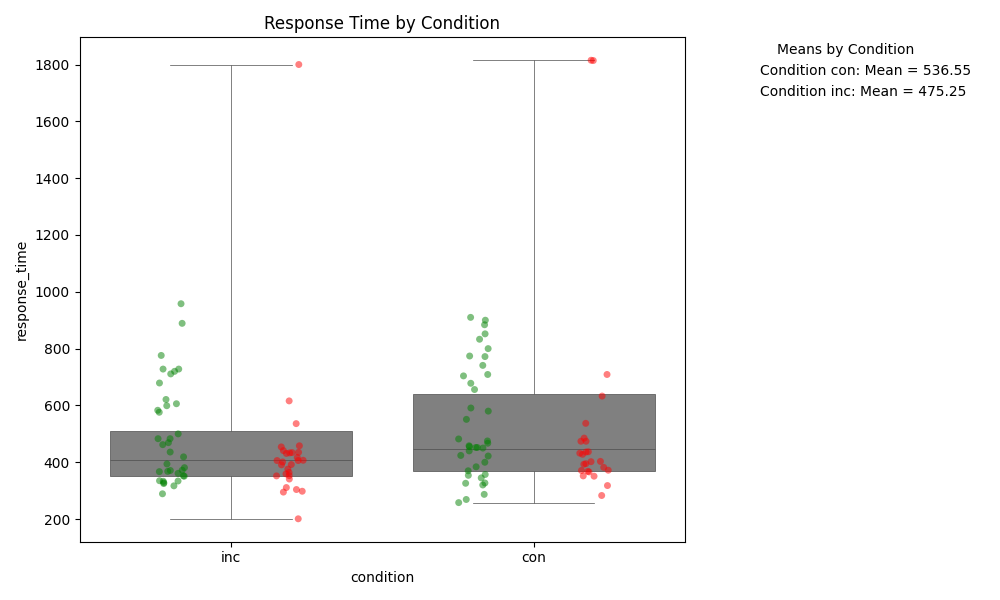 Response Time by Condition
Means by Condition
Condition con: Mean = 536.55
Condition inc: Mean = 475.25
response_time
1800
1600
1400
1200
1000
800
600
400
200
inc
con
condition